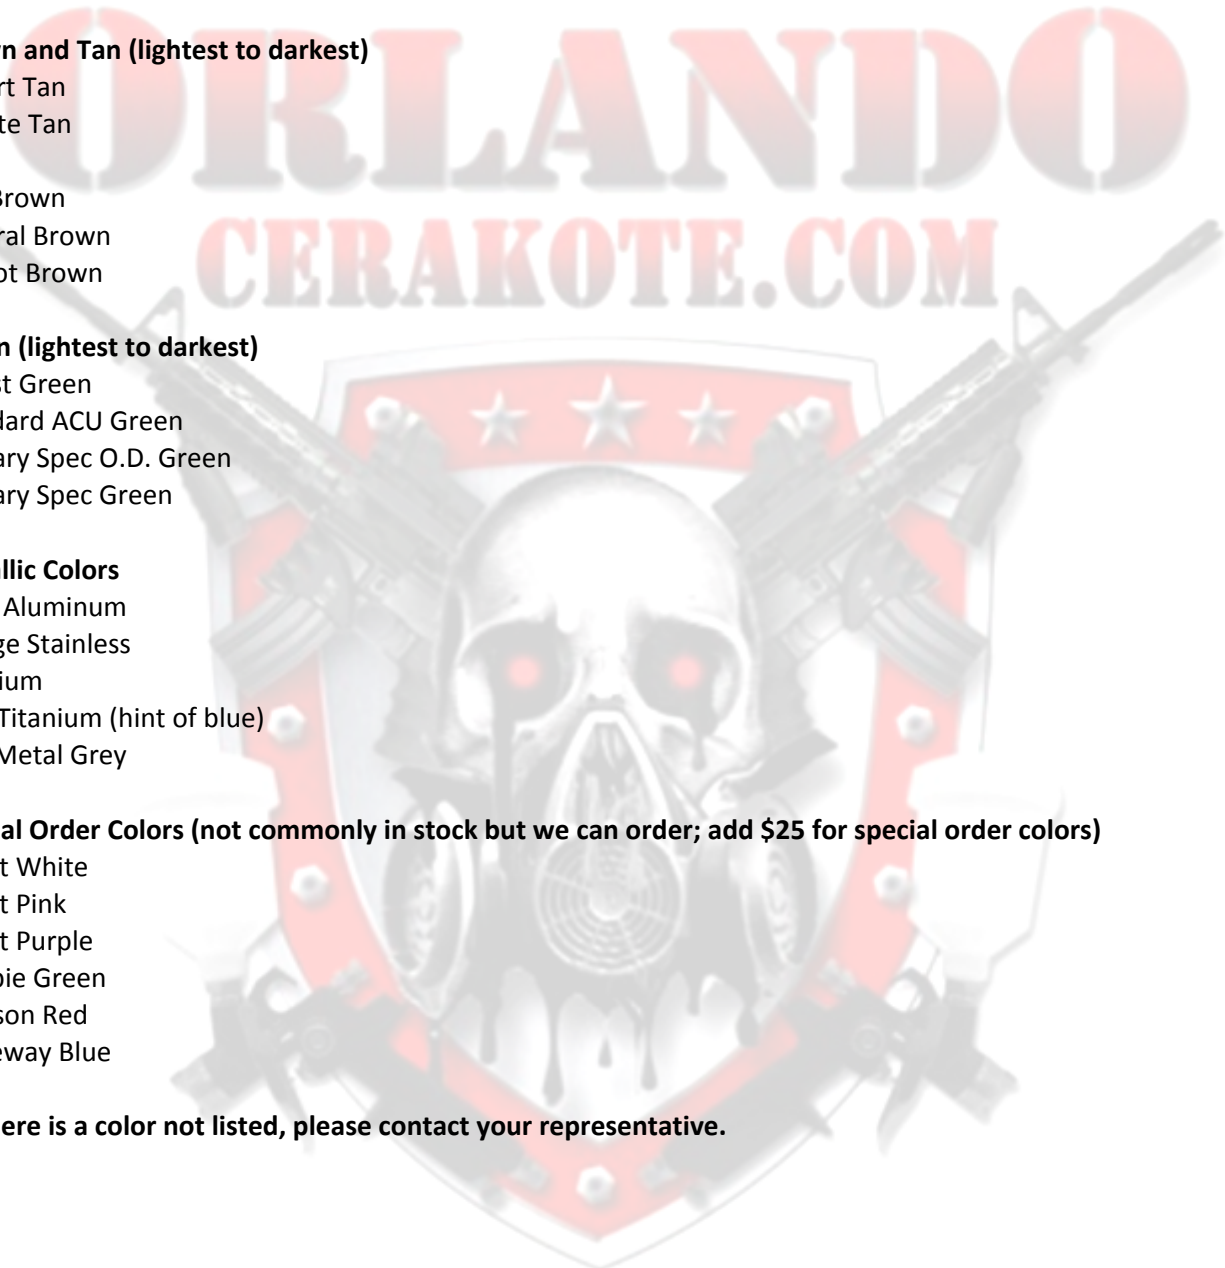 ORLANDO
CERAKOTE.COM
n and Tan (lightest to darkest)
rt Tan
te Tan
Brown
ral Brown
ot Brown
n (lightest to darkest)
st Green
dard ACU Green
ary Spec O.D. Green
ary Spec Green
llic Colors
Aluminum
ge Stainless
ium
Titanium (hint of blue)
Metal Grey
al Order Colors (not commonly in stock but we can order; add $25 for special order colors)
t White
t Pink
t Purple
bie Green
son Red
eway Blue
ere is a color not listed, please contact your representative.